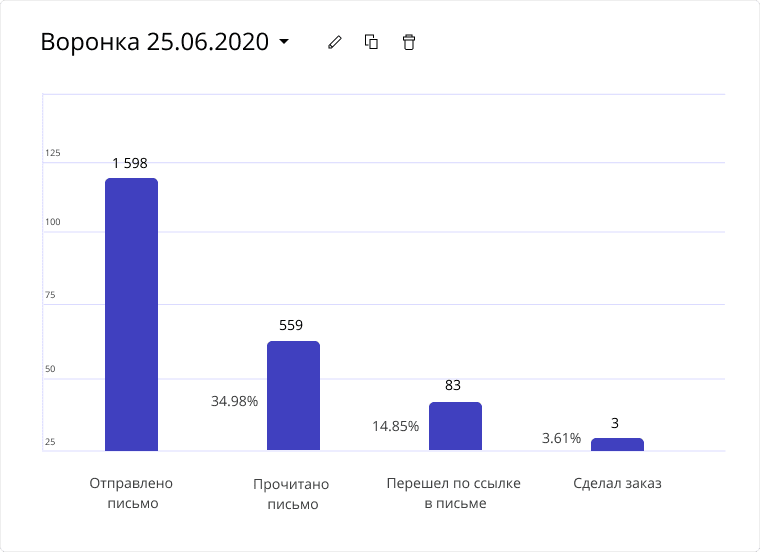 Воронка 25.06.2020
125
1 598
100
75
559
50
83
34.98%
14.85%
3
3.61%
25
Отправлено
письмо
Прочитано
письмо
Перешел по ссылке
в письме
Сделал заказ